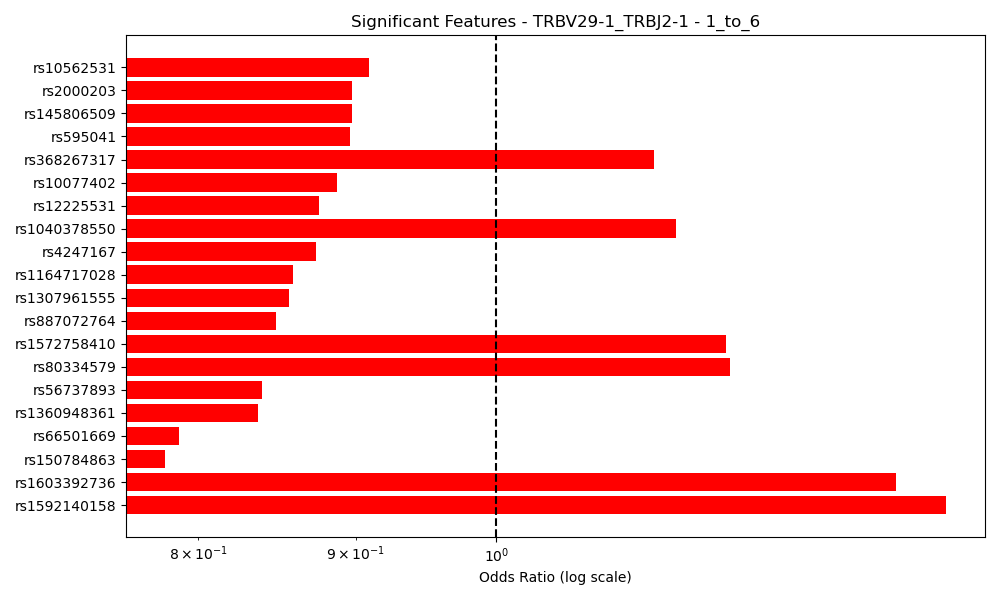 Significant Features - TRBV29-1_TRBJ2-1 - 1_to_6
rs10562531
rs2000203
rs145806509
rs595041
rs368267317
rs10077402
rs12225531
rs1040378550
rs4247167
rs1164717028
rs1307961555
rs887072764
rs1572758410
rs80334579
rs56737893
rs1360948361
rs66501669
rs150784863
rs1603392736
rs1592140158
8 × 10⁻¹ 9 × 10⁻¹ 10⁰
Odds Ratio (log scale)